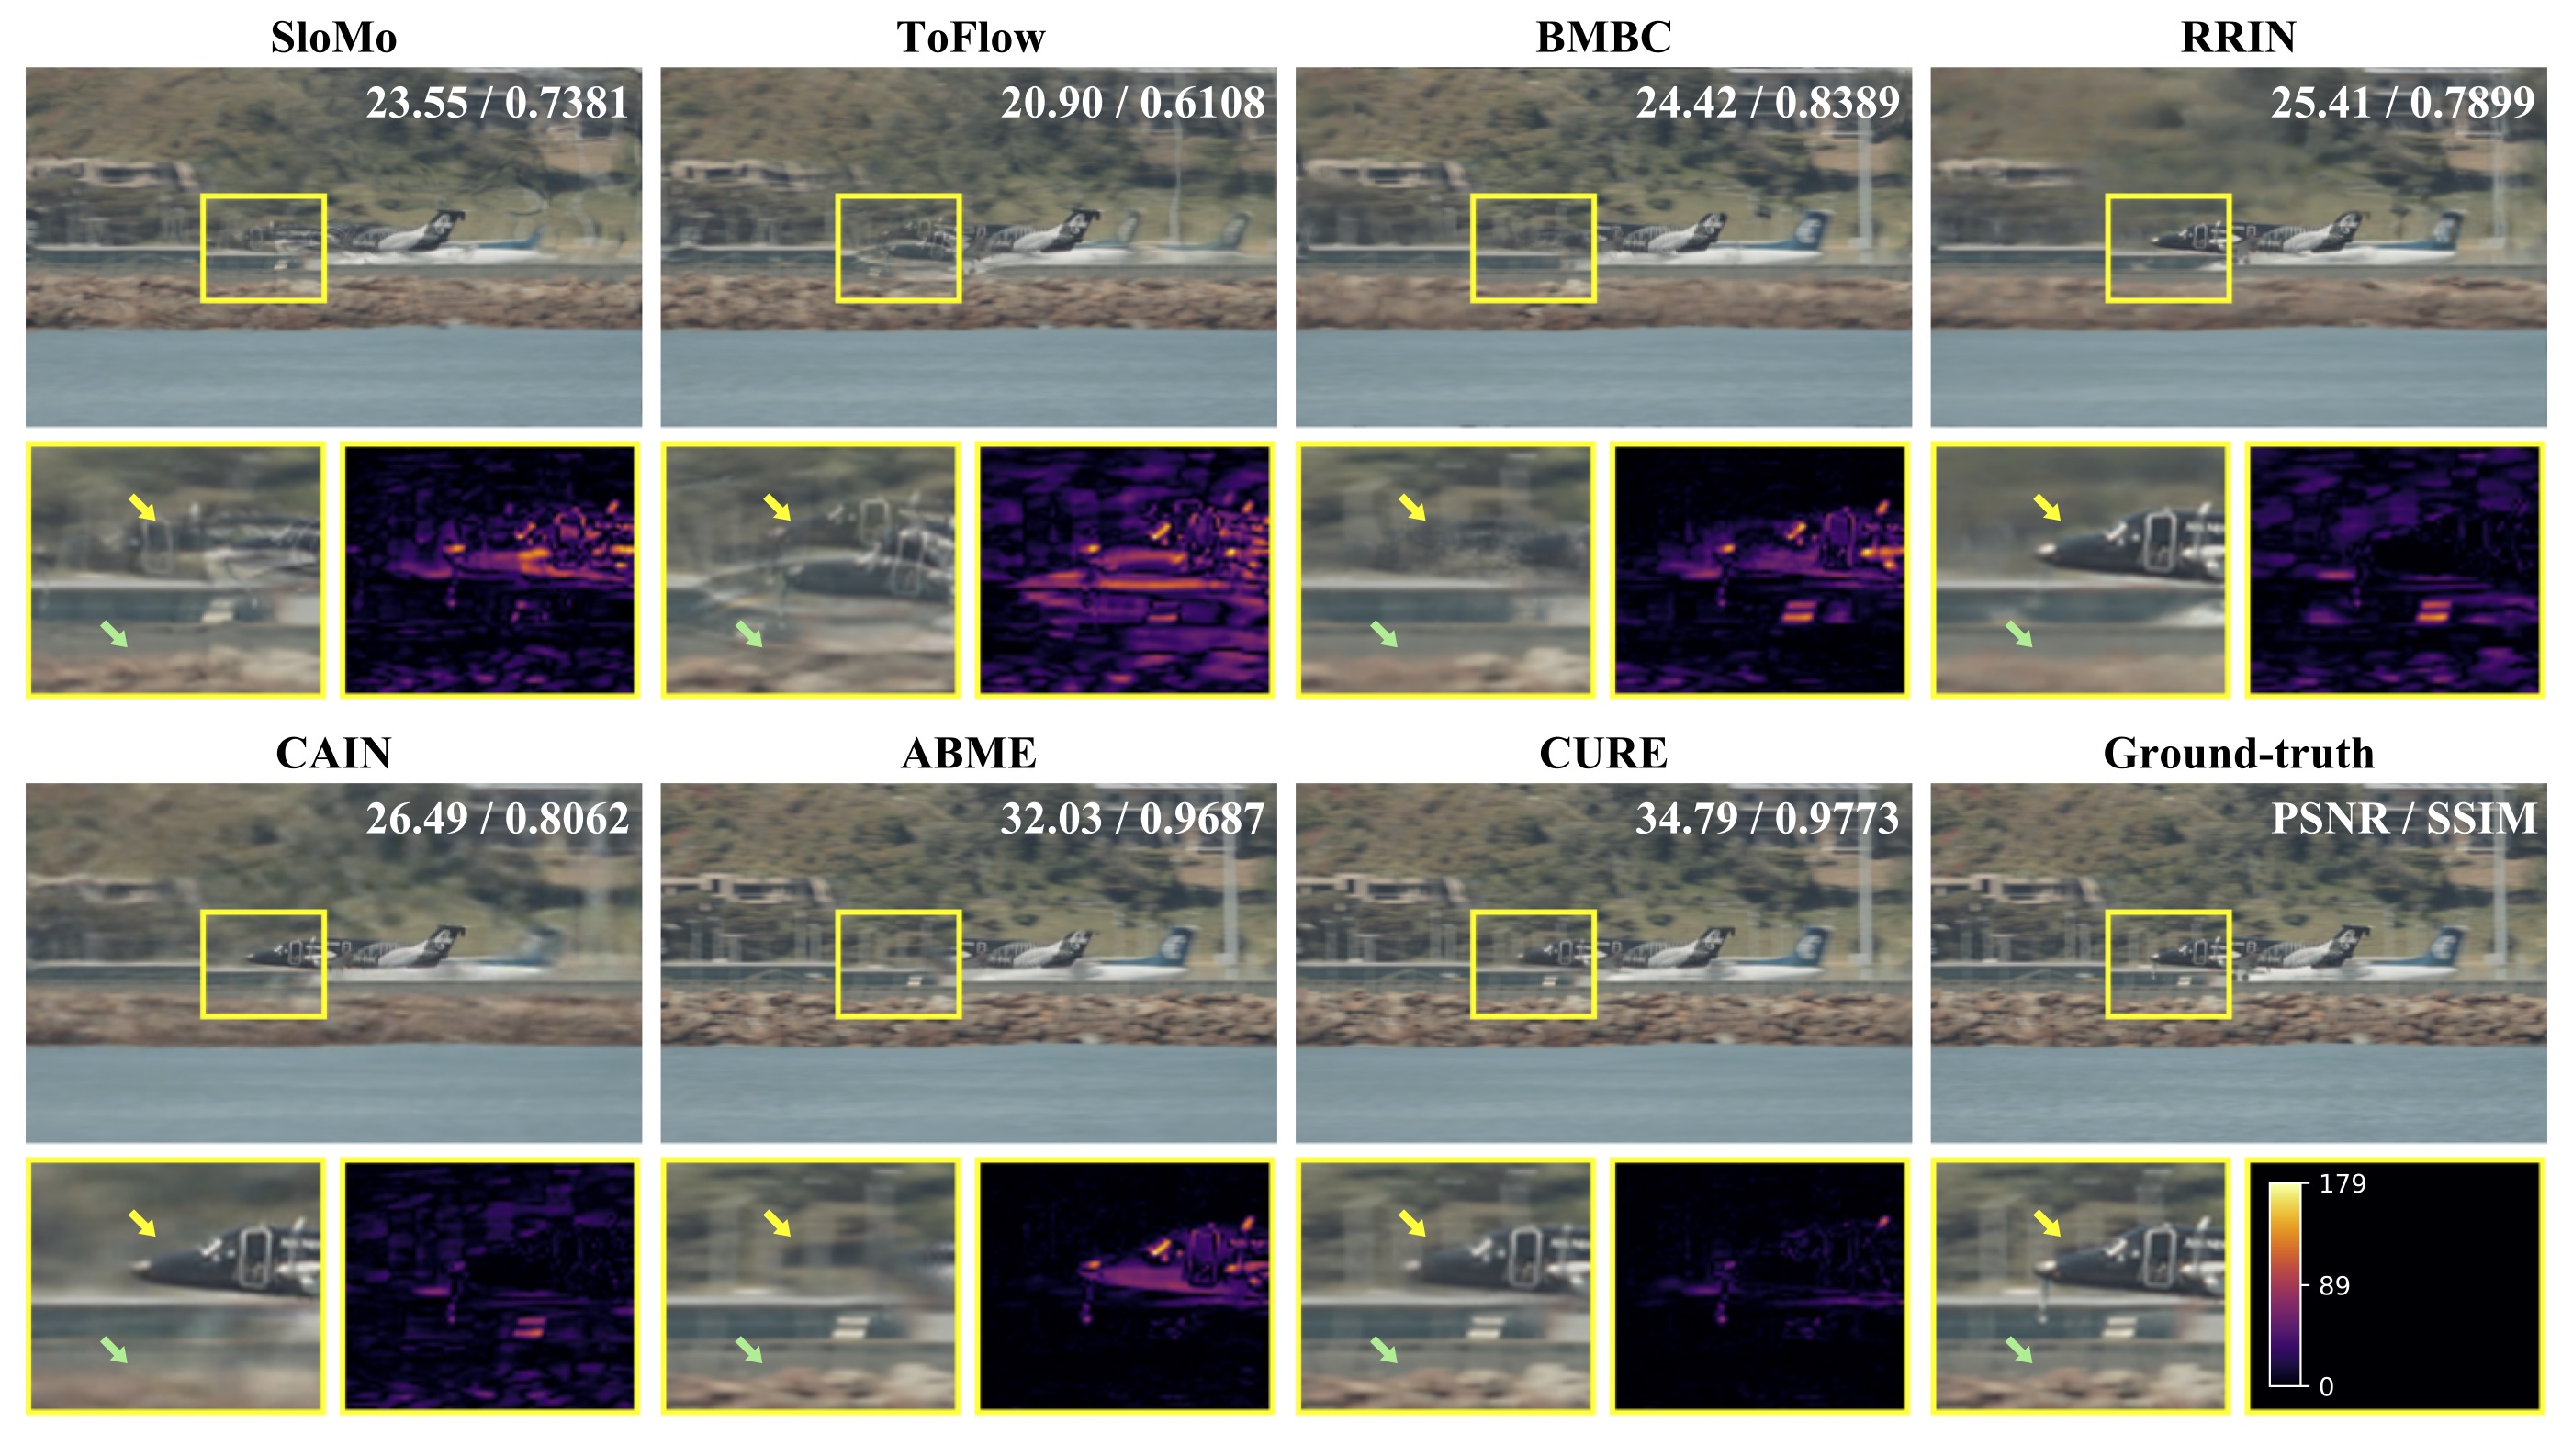 SloMo
ToFlow
BMBC
RRIN
23.55 / 0.7381
20.90 / 0.6108
24.42 / 0.8389
25.41 / 0.7899
CAIN
ABME
CURE
Ground-truth
26.49 / 0.8062
32.03 / 0.9687
34.79 / 0.9773
PSNR / SSIM
179
89
0